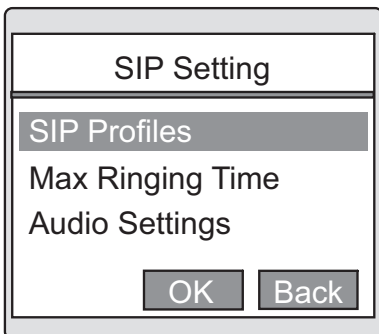 SIP Setting
SIP Profiles
Max Ringing Time
Audio Settings
OK Back